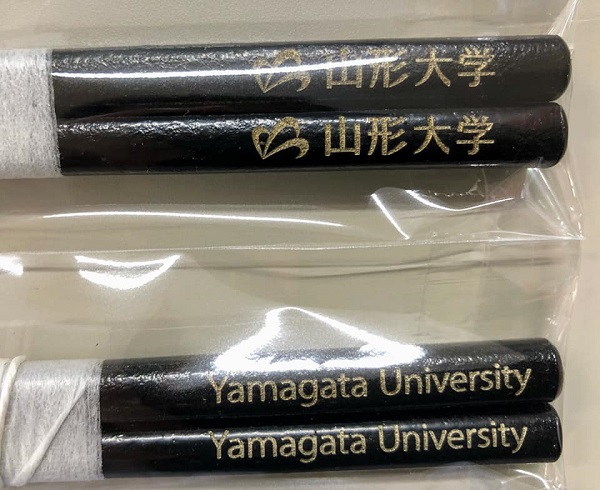 山形大学
山形大学
Yamagata University
Yamagata University